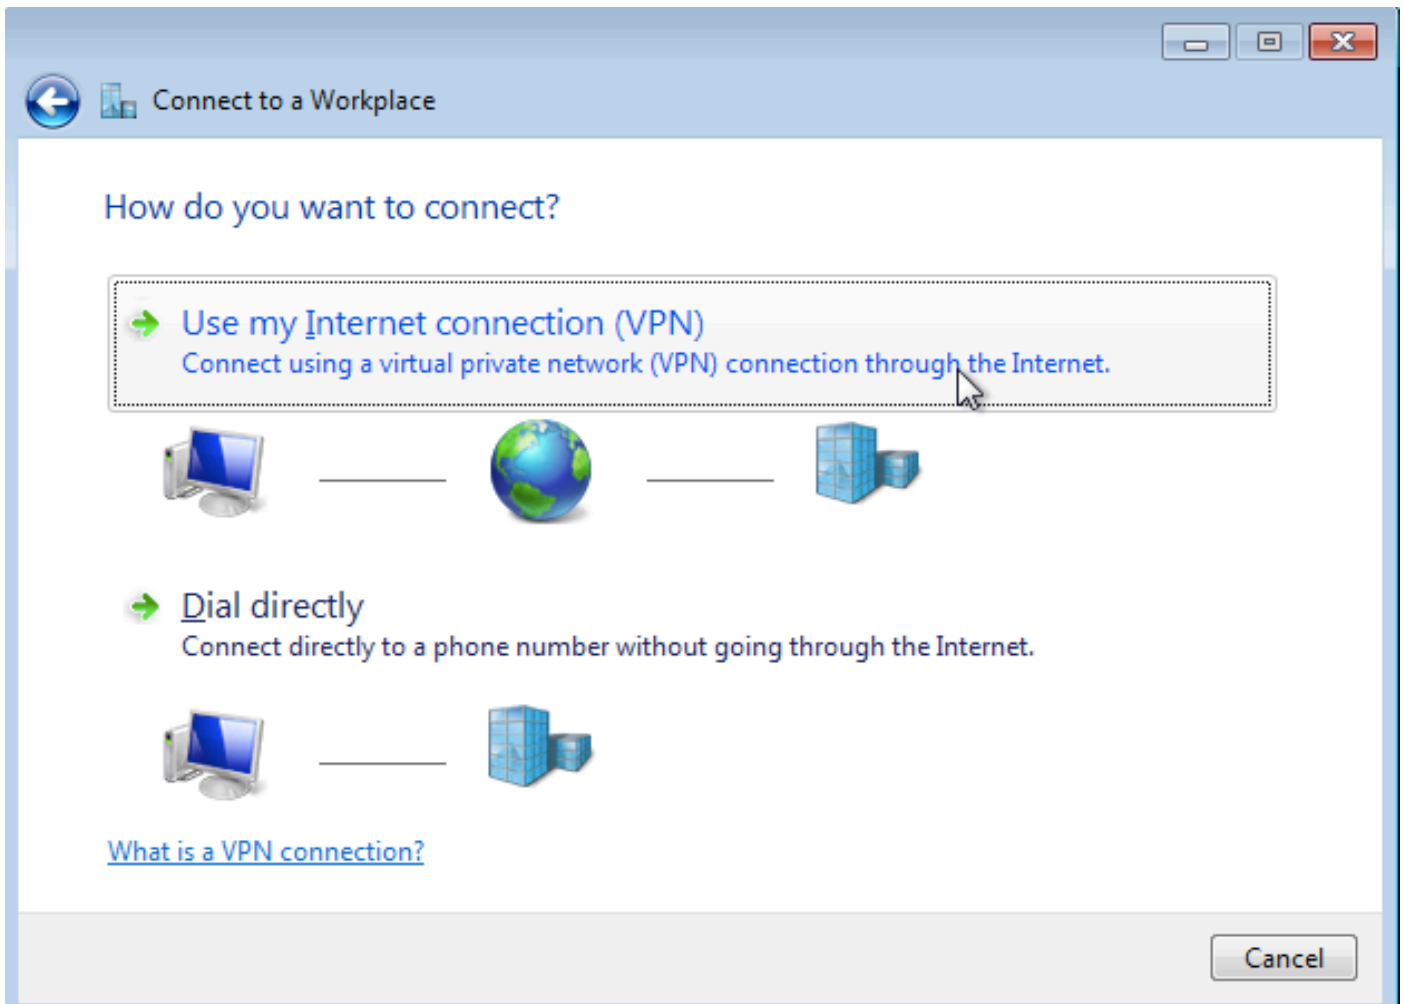 Connect to a Workplace
How do you want to connect?
Use my Internet connection (VPN)
Connect using a virtual private network (VPN) connection through the Internet.
Dial directly
Connect directly to a phone number without going through the Internet.
What is a VPN connection?
Cancel